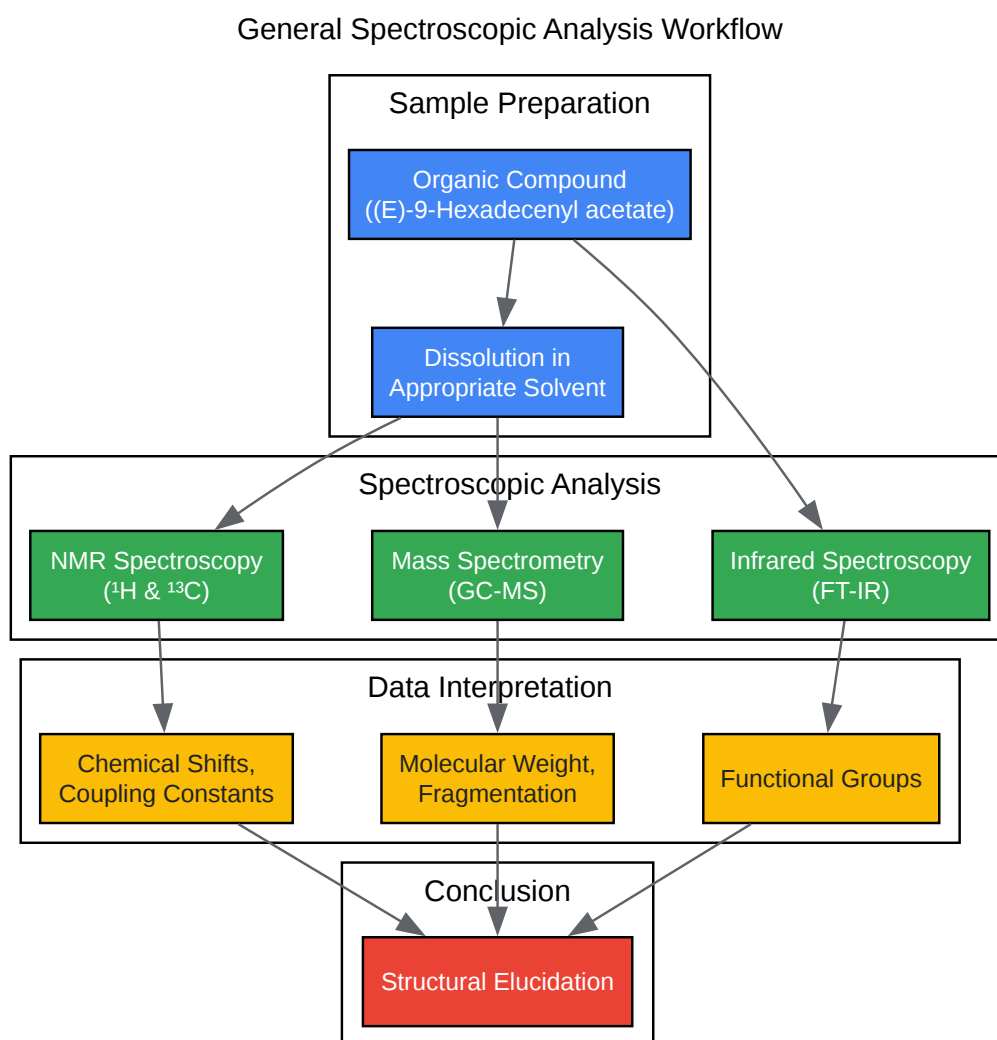 General Spectroscopic Analysis Workflow
Sample Preparation
Organic Compound
((E)-9-Hexadecenyl acetate)
Dissolution in
Appropriate Solvent
Spectroscopic Analysis
NMR Spectroscopy
(¹H & ¹³C)
Mass Spectrometry
(GC-MS)
Infrared Spectroscopy
(FT-IR)
Data Interpretation
Chemical Shifts,
Coupling Constants
Molecular Weight,
Fragmentation
Functional Groups
Conclusion
Structural Elucidation